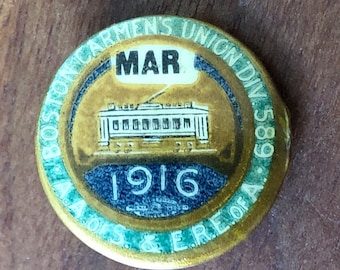 BOSTON CARMEN'S UNION DIV. 589
MAR
1916
A.A. OF S. & E.R.E. OF A.